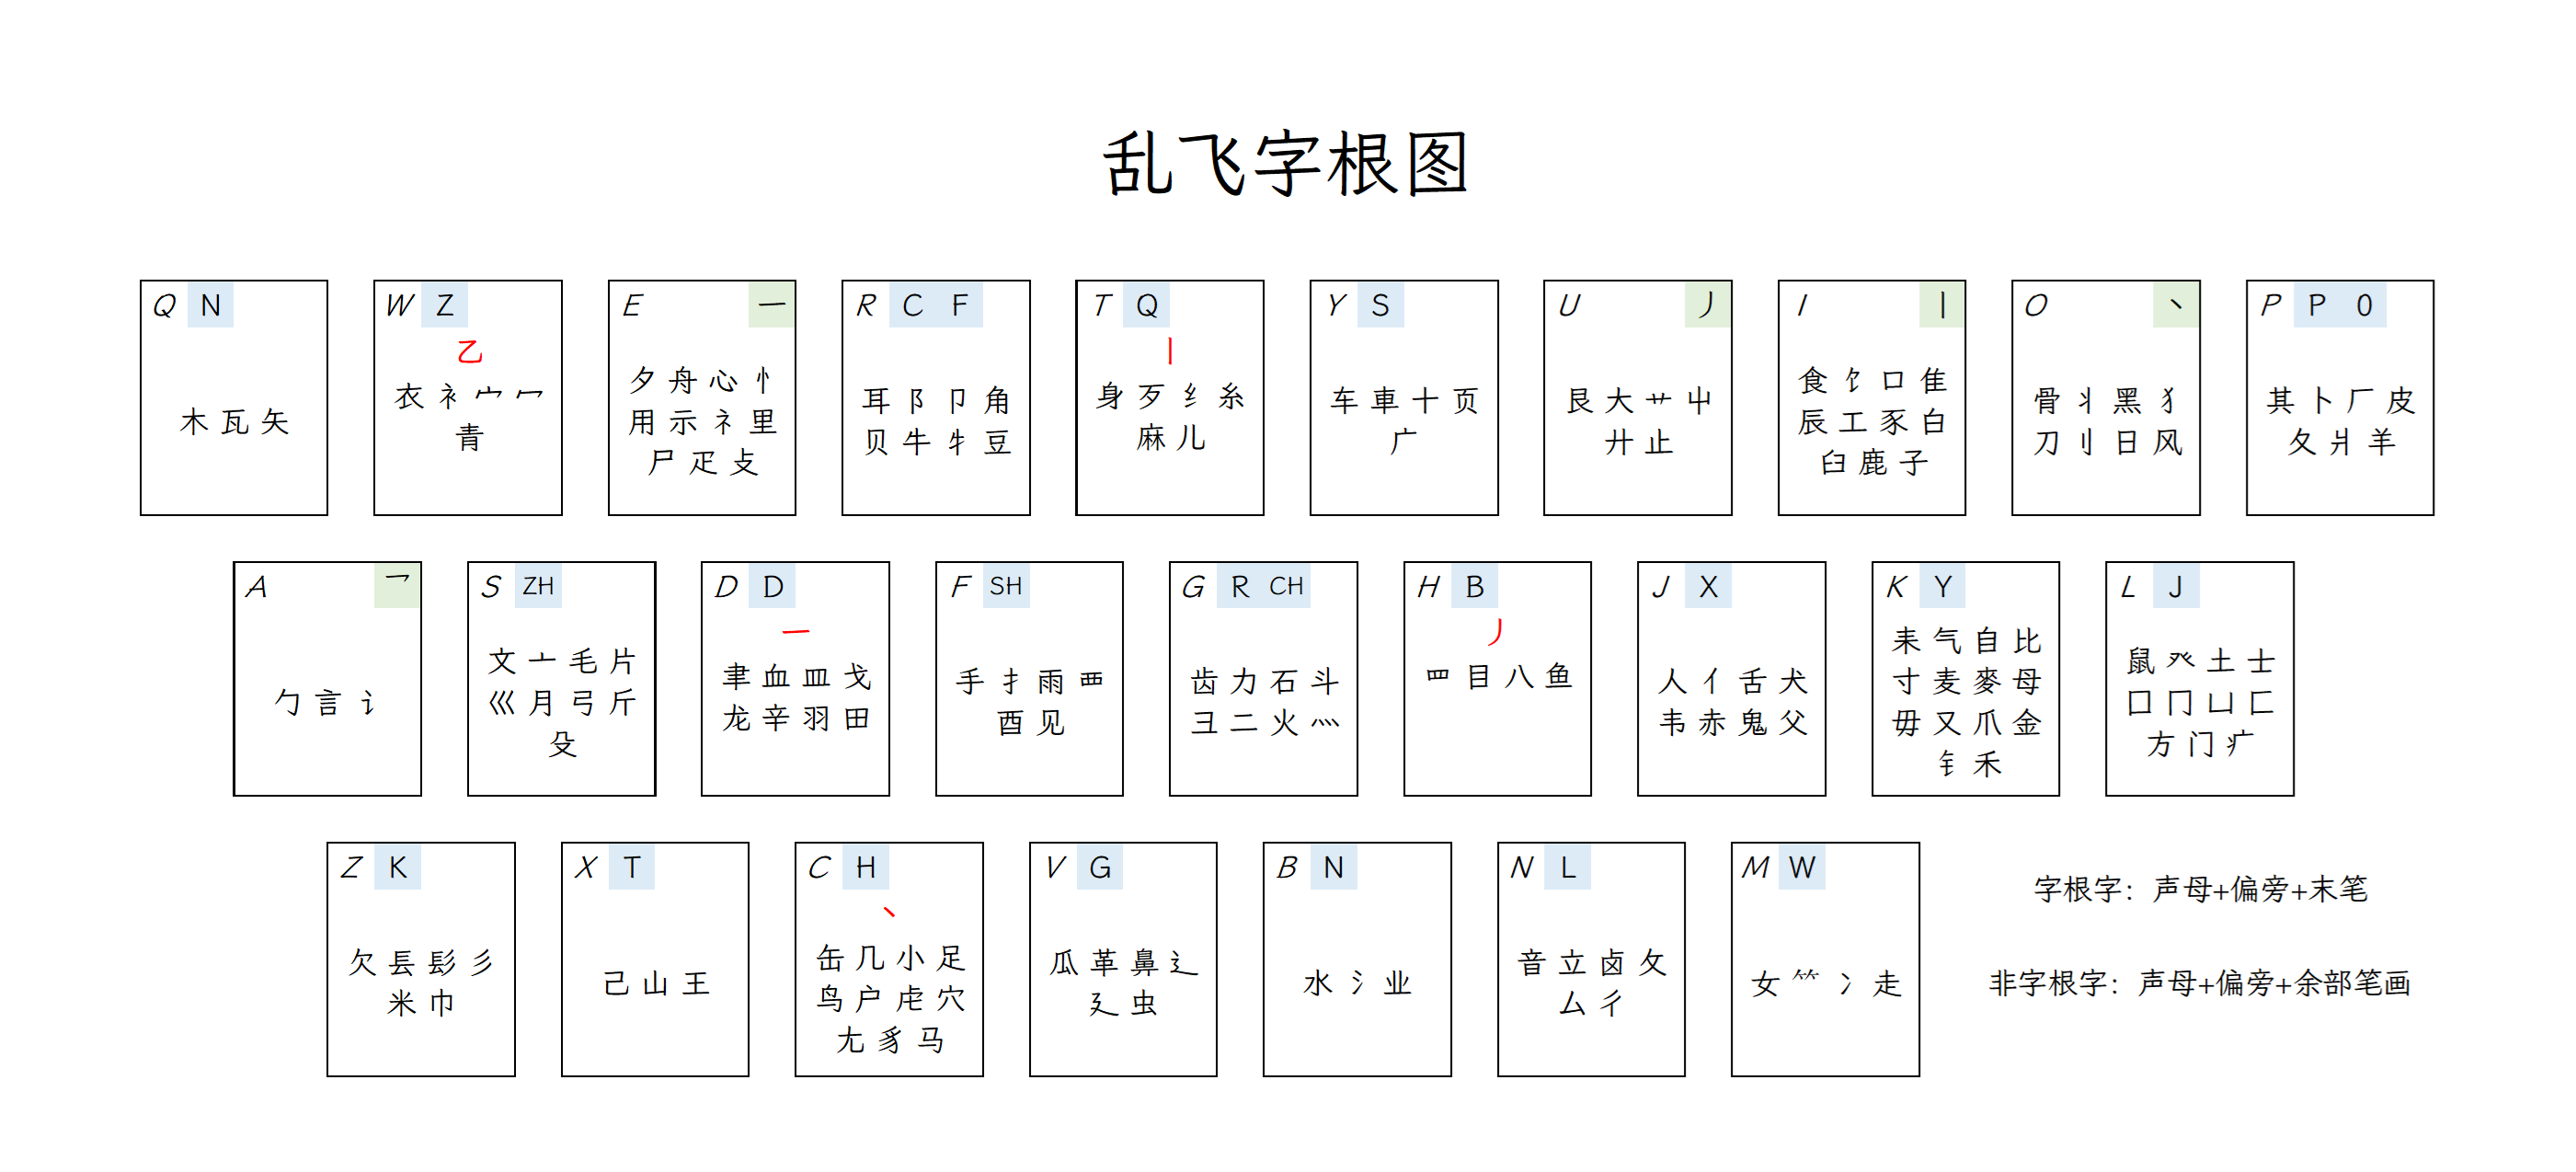 乱飞字根图
Q N
木 瓦 矢
W Z
乙
衣 衤 宀 冖
青
E 一
夕 舟 心 忄
用 示 礻 里
尸 疋 攴
R C F
耳 阝 卩 角
贝 牛 牜 豆
T Q
丨
身 歹 纟 糸
麻 儿
Y S
车 車 十 页
广
U 丿
艮 大 艹 屮
廾 止
I 丨
食 饣 口 隹
辰 工 豕 白
臼 鹿 子
O 丶
骨 丬 黑 犭
刀 刂 日 风
P P 0
其 卜 厂 皮
夂 爿 羊
A 乛
勹 言 讠
S ZH
文 亠 毛 片
巛 月 弓 斤
殳
D D
一
聿 血 皿 戈
龙 辛 羽 田
F SH
手 扌 雨 覀
酉 见
G R CH
齿 力 石 斗
彐 二 火 灬
H B
丿
罒 目 八 鱼
J X
人 亻 舌 犬
韦 赤 鬼 父
K Y
耒 气 自 比
寸 麦 麥 母
毋 又 爪 金
钅 禾
L J
鼠 癶 土 士
囗 冂 凵 匚
方 门 疒
Z K
欠 镸 髟 彡
米 巾
X T
己 山 王
C H
丶
缶 几 小 足
鸟 户 虍 穴
尢 豸 马
V G
瓜 革 鼻 辶
廴 虫
B N
水 氵 业
N L
音 立 卤 攵
厶 彳
M W
女 ⺮ 冫 走
字根字：声母+偏旁+末笔
非字根字：声母+偏旁+余部笔画